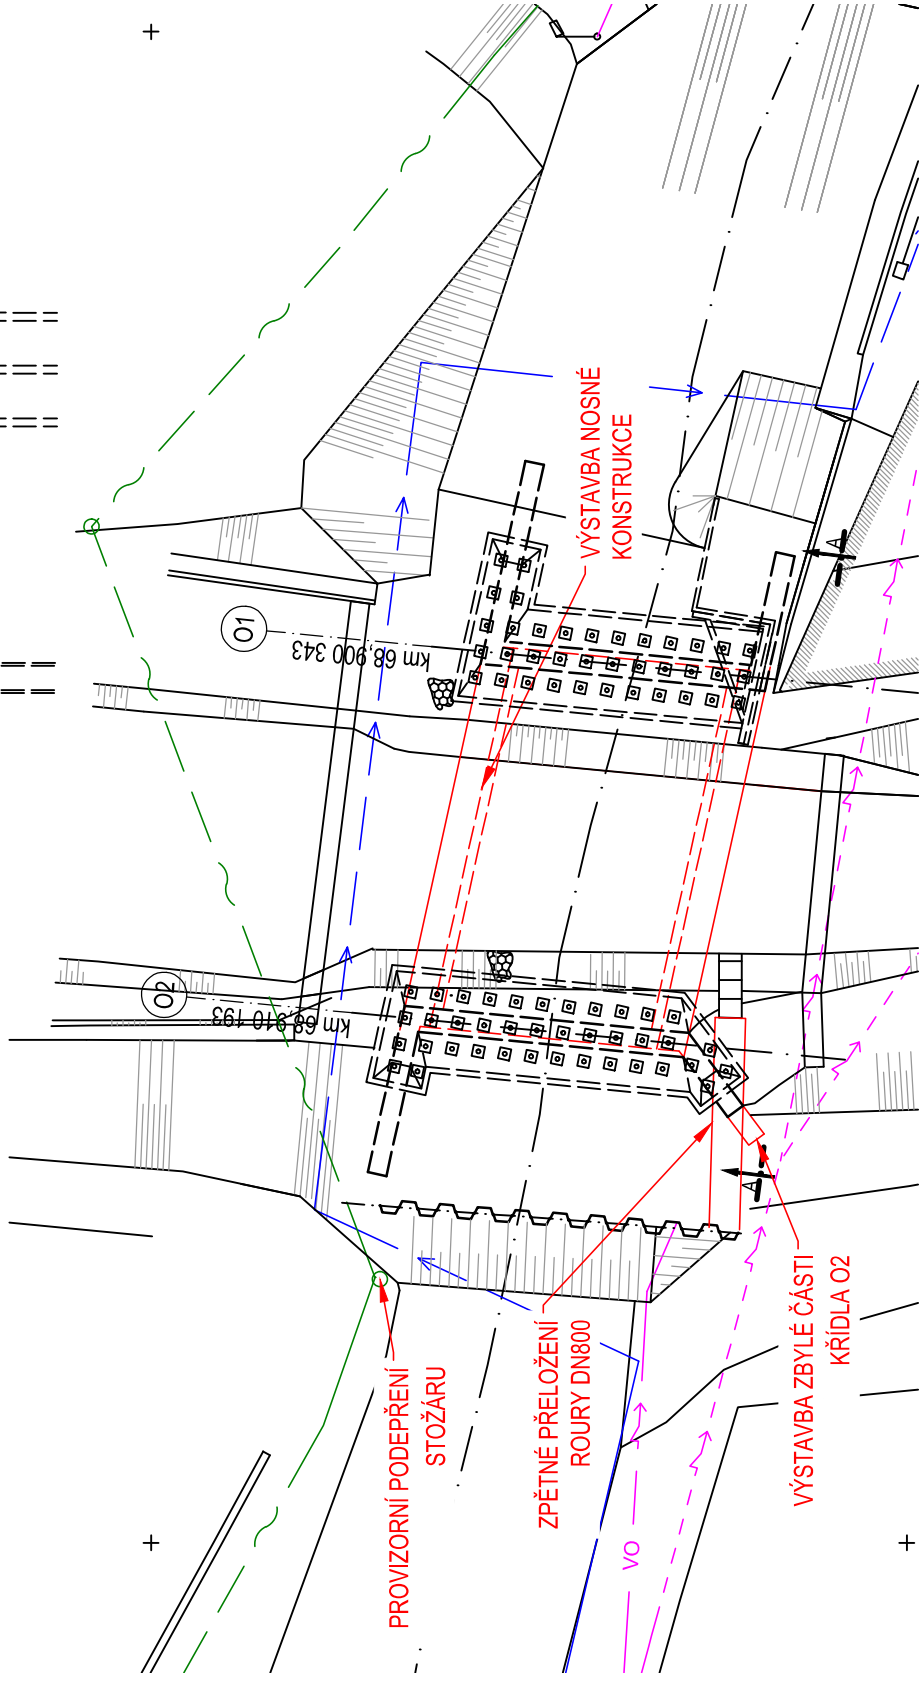 VÝSTAVBA NOSNÉ
KONSTRUKCE
O1
km 68,900 343
O2
km 68,910 193
A
A
PROVIZORNÍ PODEPŘENÍ
STOŽÁRU
ZPĚTNÉ PŘELOŽENÍ
ROURY DN800
VÝSTAVBA ZBYLÉ ČÁSTI
KŘÍDLA O2
VO